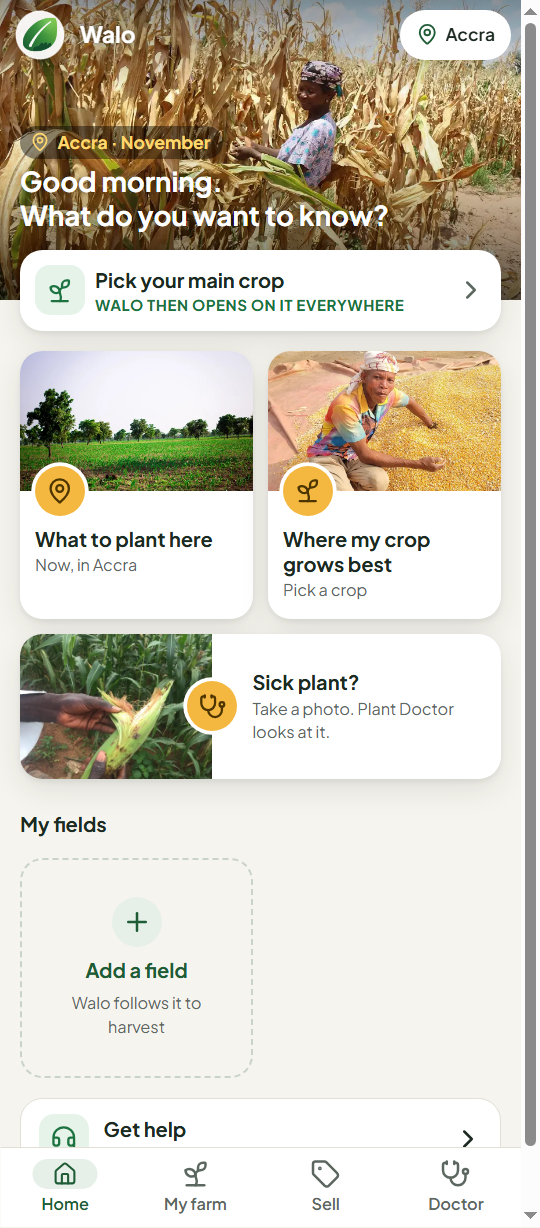 Walo
Accra
Accra · November
Good morning.
What do you want to know?
Pick your main crop
WALO THEN OPENS ON IT EVERYWHERE
What to plant here
Now, in Accra
Where my crop
grows best
Pick a crop
Sick plant?
Take a photo. Plant Doctor
looks at it.
My fields
Add a field
Walo follows it to
harvest
Get help
Home
My farm
Sell
Doctor